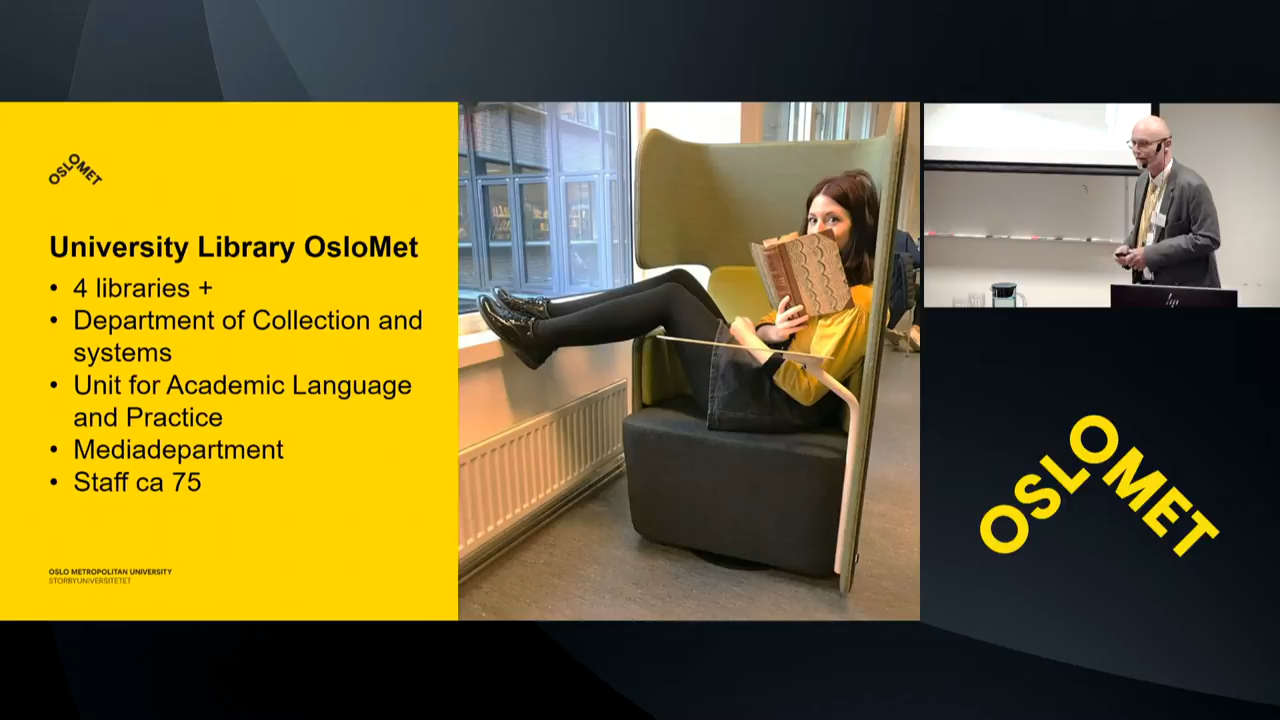 OSLOMET
University Library OsloMet
• 4 libraries +
• Department of Collection and
systems
• Unit for Academic Language
and Practice
• Mediadepartment
• Staff ca 75
OSLO METROPOLITAN UNIVERSITY
STORBYUNIVERSITETET
hp
OSLOMET